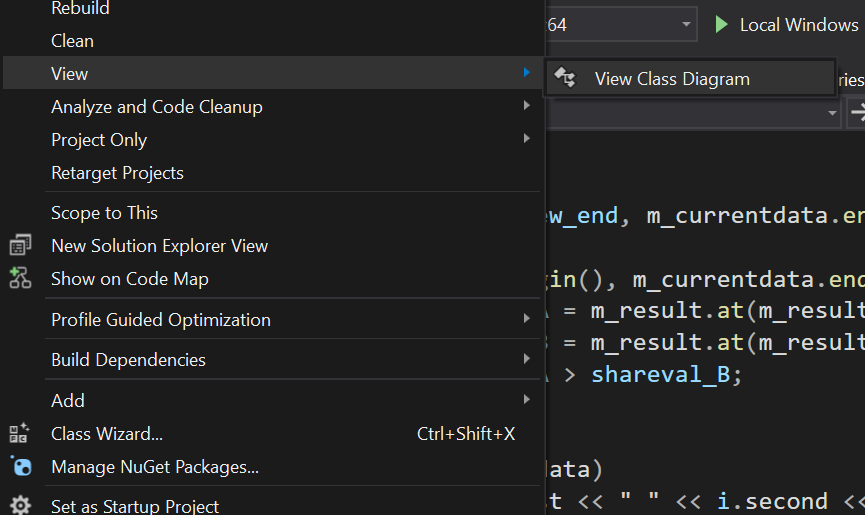 Rebuild
64
Local Windows
Clean
View
View Class Diagram
ries
Analyze and Code Cleanup
Project Only
Retarget Projects
Scope to This
w_end, m_currentdata.en
New Solution Explorer View
Show on Code Map
gin(), m_currentdata.end
A = m_result.at(m_result
Profile Guided Optimization
B = m_result.at(m_result
Build Dependencies
A > shareval_B;
Add
Class Wizard... Ctrl+Shift+X
Manage NuGet Packages...
data)
Set as Startup Project
t << " " << i.second <<